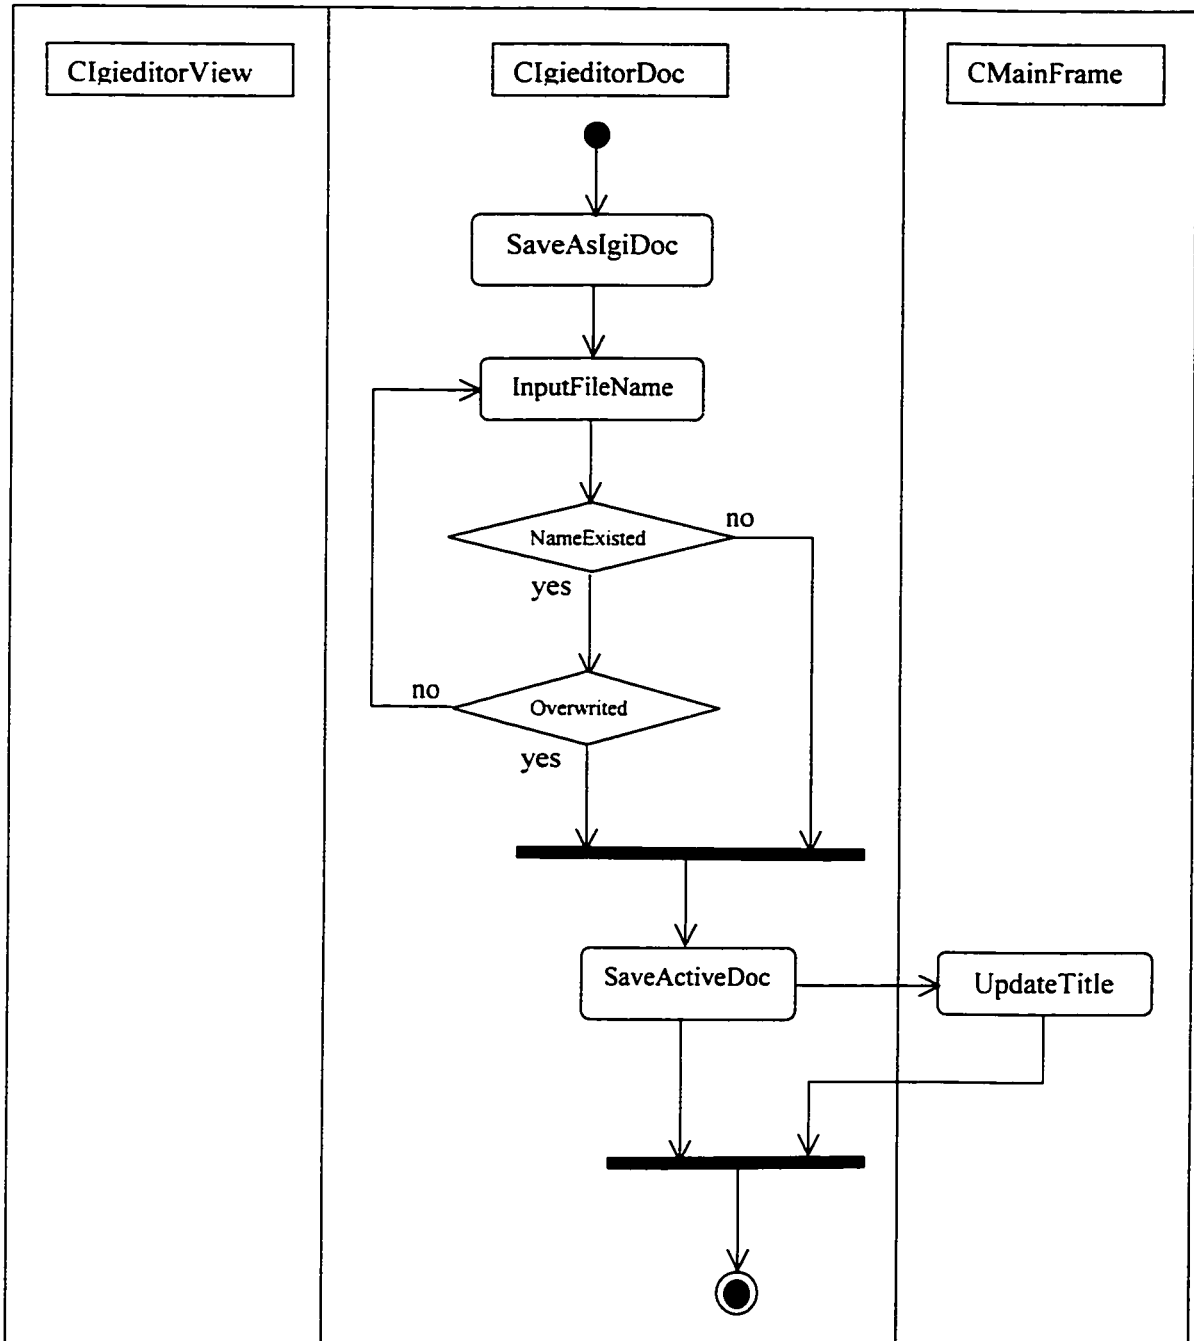 CIgieditorView
CIgieditorDoc
CMainFrame
SaveAsIgiDoc
InputFileName
NameExisted
no
yes
Overwrited
no
yes
SaveActiveDoc
UpdateTitle